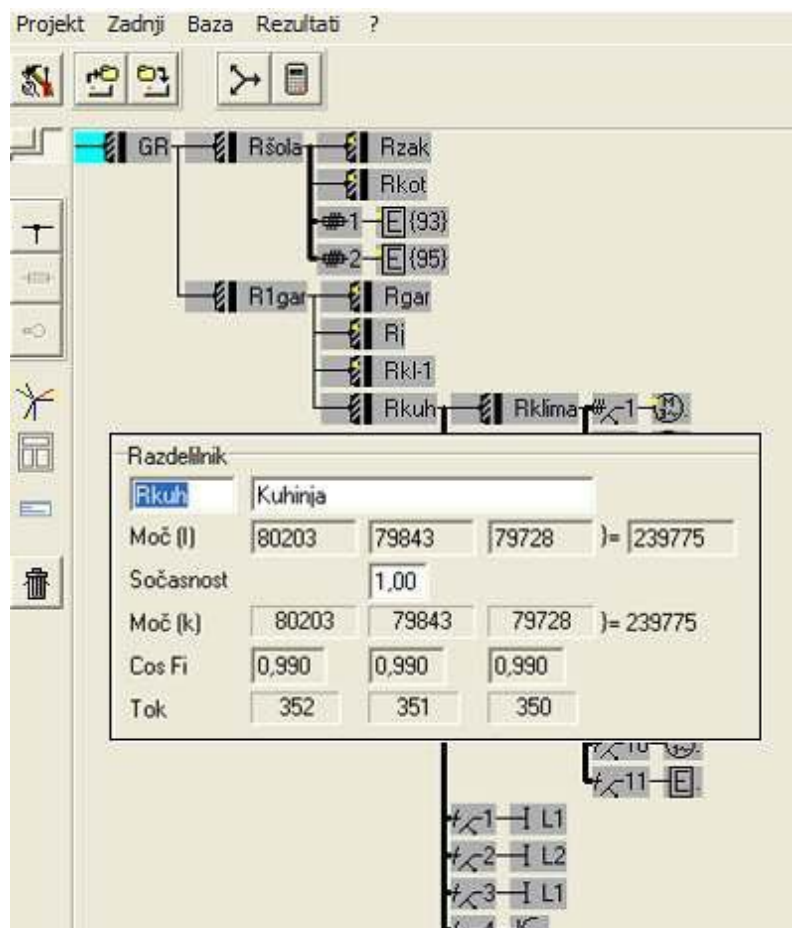 Projekt Zadnji Baza Rezultati ?
GR Ršola Rzak
Rkot
1 E {93}
2 E {95}
R1gar Rgar
Rj
Rkl-1
Rkuh Rklima 1 M 3~
Razdelilnik
Rkuh Kuhinja
Moč (I) 80203 79843 79728 }= 239775
Sočasnost 1,00
Moč (k) 80203 79843 79728 }= 239775
Cos Fi 0,990 0,990 0,990
Tok 352 351 350
10
11 E
1 L1
2 L2
3 L1